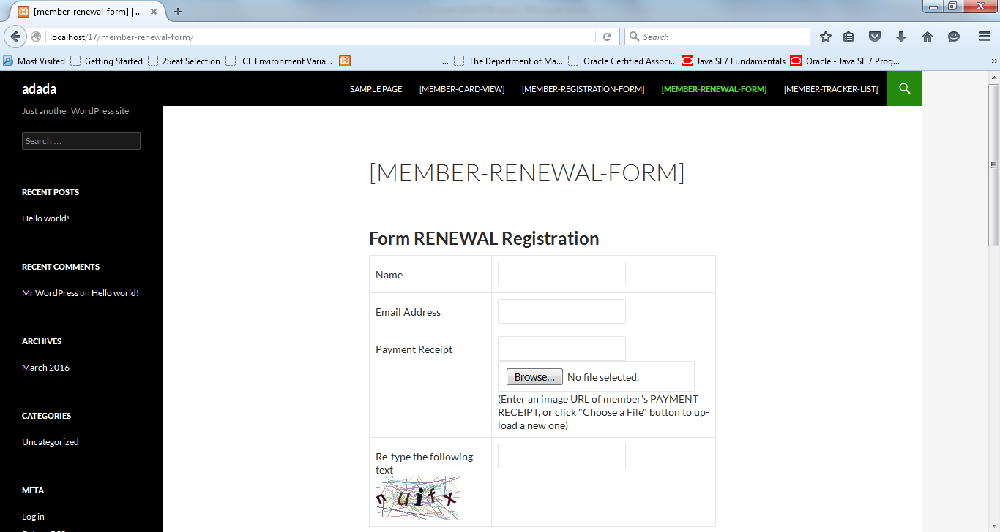 [member-renewal-form] | ...
localhost/17/member-renewal-form/
Search
Most Visited Getting Started 2Seat Selection CL Environment Varia... ... The Department of Ma... Oracle Certified Associ... Java SE7 Fundamentals Oracle - Java SE 7 Prog... »
adada
SAMPLE PAGE [MEMBER-CARD-VIEW] [MEMBER-REGISTRATION-FORM] [MEMBER-RENEWAL-FORM] [MEMBER-TRACKER-LIST]
Just another WordPress site
Search ...
[MEMBER-RENEWAL-FORM]
RECENT POSTS
Hello world!
Form RENEWAL Registration
RECENT COMMENTS
Mr WordPress on Hello world!
ARCHIVES
March 2016
CATEGORIES
Uncategorized
META
Log in
Name
Email Address
Payment Receipt
Browse... No file selected.
(Enter an image URL of member's PAYMENT
RECEIPT, or click "Choose a File" button to up-
load a new one)
Re-type the following
text
nuifx